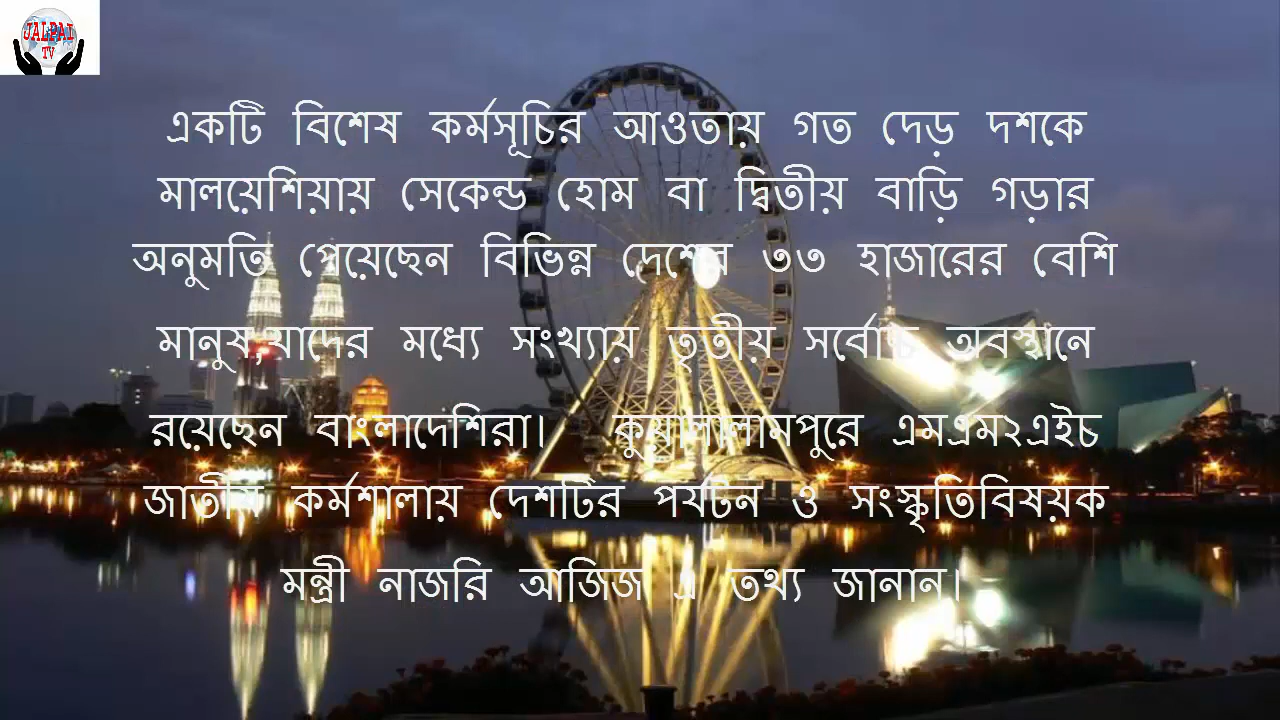 JALPAI
TV
একটি বিশেষ কর্মসূচির আওতায় গত দেড় দশকে
মালয়েশিয়ায় সেকেন্ড হোম বা দ্বিতীয় বাড়ি গড়ার
অনুমতি পেয়েছেন বিভিন্ন দেশের ৩৩ হাজারের বেশি
মানুষ,যাদের মধ্যে সংখ্যায় তৃতীয় সর্বোচ্চ অবস্থানে
রয়েছেন বাংলাদেশিরা। কুয়ালালামপুরে এমএম২এইচ
জাতীয় কর্মশালায় দেশটির পর্যটন ও সংস্কৃতিবিষয়ক
মন্ত্রী নাজরি আজিজ এ তথ্য জানান।